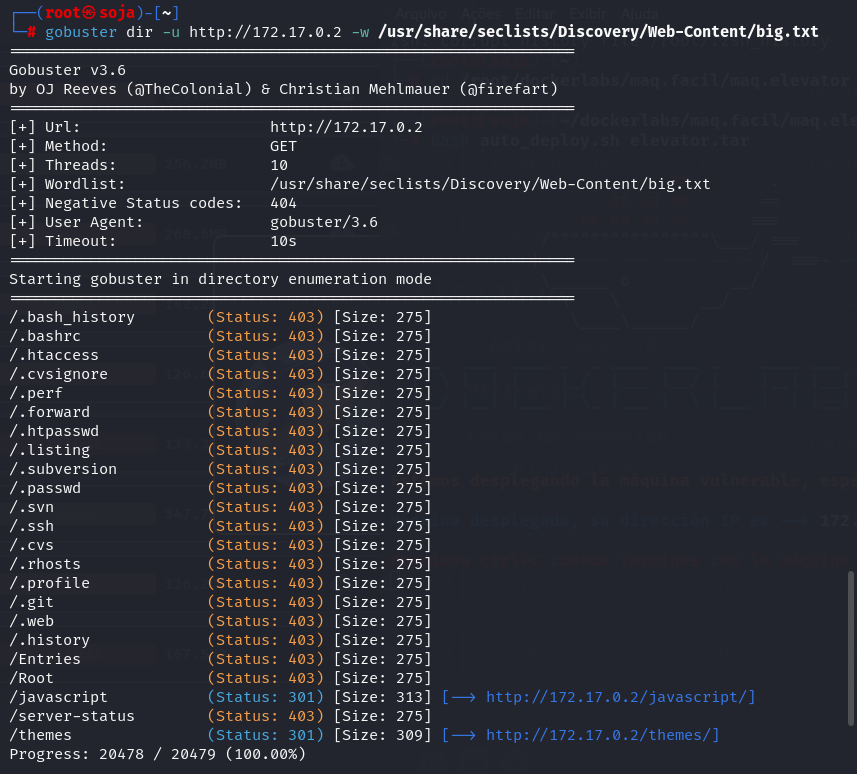 ┌──(root㉿soja)-[~]
└─# gobuster dir -u http://172.17.0.2 -w /usr/share/seclists/Discovery/Web-Content/big.txt
===============================================================
Gobuster v3.6
by OJ Reeves (@TheColonial) & Christian Mehlmauer (@firefart)
===============================================================
[+] Url:                     http://172.17.0.2
[+] Method:                  GET
[+] Threads:                 10
[+] Wordlist:                /usr/share/seclists/Discovery/Web-Content/big.txt
[+] Negative Status codes:   404
[+] User Agent:              gobuster/3.6
[+] Timeout:                 10s
===============================================================
Starting gobuster in directory enumeration mode
===============================================================
/.bash_history        (Status: 403) [Size: 275]
/.bashrc              (Status: 403) [Size: 275]
/.htaccess            (Status: 403) [Size: 275]
/.cvsignore           (Status: 403) [Size: 275]
/.perf                (Status: 403) [Size: 275]
/.forward             (Status: 403) [Size: 275]
/.htpasswd            (Status: 403) [Size: 275]
/.listing             (Status: 403) [Size: 275]
/.subversion          (Status: 403) [Size: 275]
/.passwd              (Status: 403) [Size: 275]
/.svn                 (Status: 403) [Size: 275]
/.ssh                 (Status: 403) [Size: 275]
/.cvs                 (Status: 403) [Size: 275]
/.rhosts              (Status: 403) [Size: 275]
/.profile             (Status: 403) [Size: 275]
/.git                 (Status: 403) [Size: 275]
/.web                 (Status: 403) [Size: 275]
/.history             (Status: 403) [Size: 275]
/Entries              (Status: 403) [Size: 275]
/Root                 (Status: 403) [Size: 275]
/javascript           (Status: 301) [Size: 313] [--> http://172.17.0.2/javascript/]
/server-status        (Status: 403) [Size: 275]
/themes               (Status: 301) [Size: 309] [--> http://172.17.0.2/themes/]
Progress: 20478 / 20479 (100.00%)